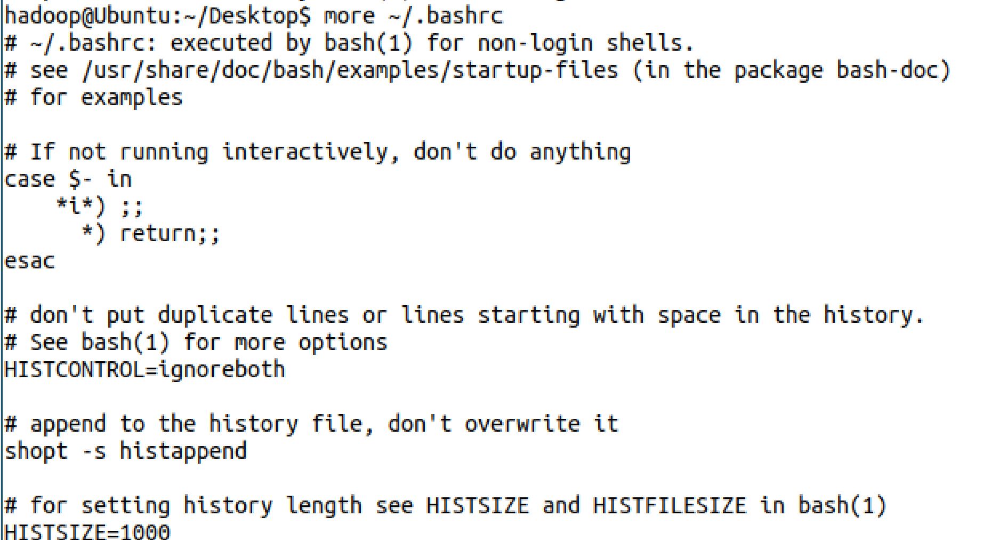 hadoop@Ubuntu:~/Desktop$ more ~/.bashrc
# ~/.bashrc: executed by bash(1) for non-login shells.
# see /usr/share/doc/bash/examples/startup-files (in the package bash-doc)
# for examples

# If not running interactively, don't do anything
case $- in
    *i*) ;;
      *) return;;
esac

# don't put duplicate lines or lines starting with space in the history.
# See bash(1) for more options
HISTCONTROL=ignoreboth

# append to the history file, don't overwrite it
shopt -s histappend

# for setting history length see HISTSIZE and HISTFILESIZE in bash(1)
HISTSIZE=1000